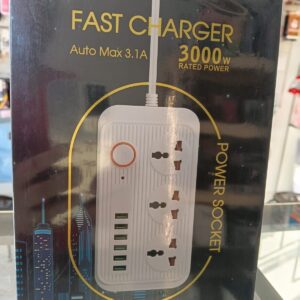 FAST CHARGER
Auto Max 3.1A
3000W
RATED POWER
POWER SOCKET